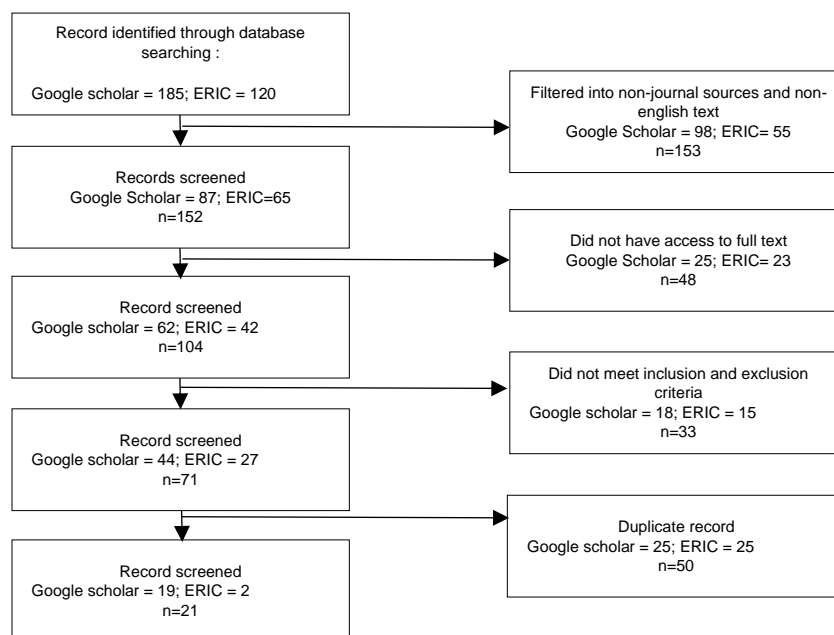 Record identified through database
searching :
Google scholar = 185; ERIC = 120
Filtered into non-journal sources and non-
english text
Google Scholar = 98; ERIC= 55
n=153
Records screened
Google Scholar = 87; ERIC=65
n=152
Did not have access to full text
Google Scholar = 25; ERIC= 23
n=48
Record screened
Google scholar = 62; ERIC = 42
n=104
Did not meet inclusion and exclusion
criteria
Google scholar = 18; ERIC = 15
n=33
Record screened
Google scholar = 44; ERIC = 27
n=71
Duplicate record
Google scholar = 25; ERIC = 25
n=50
Record screened
Google scholar = 19; ERIC = 2
n=21